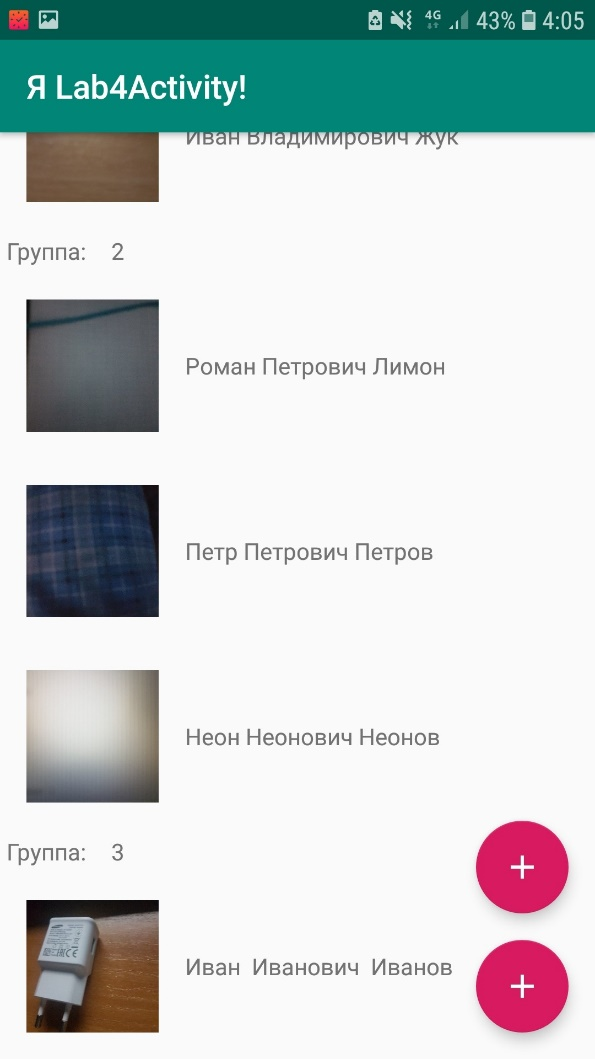 4G 43% 4:05
Я Lab4Activity!
Иван Владимирович Жук
Группа: 2
Роман Петрович Лимон
Петр Петрович Петров
Неон Неонович Неонов
Группа: 3
Иван Иванович Иванов
+
+